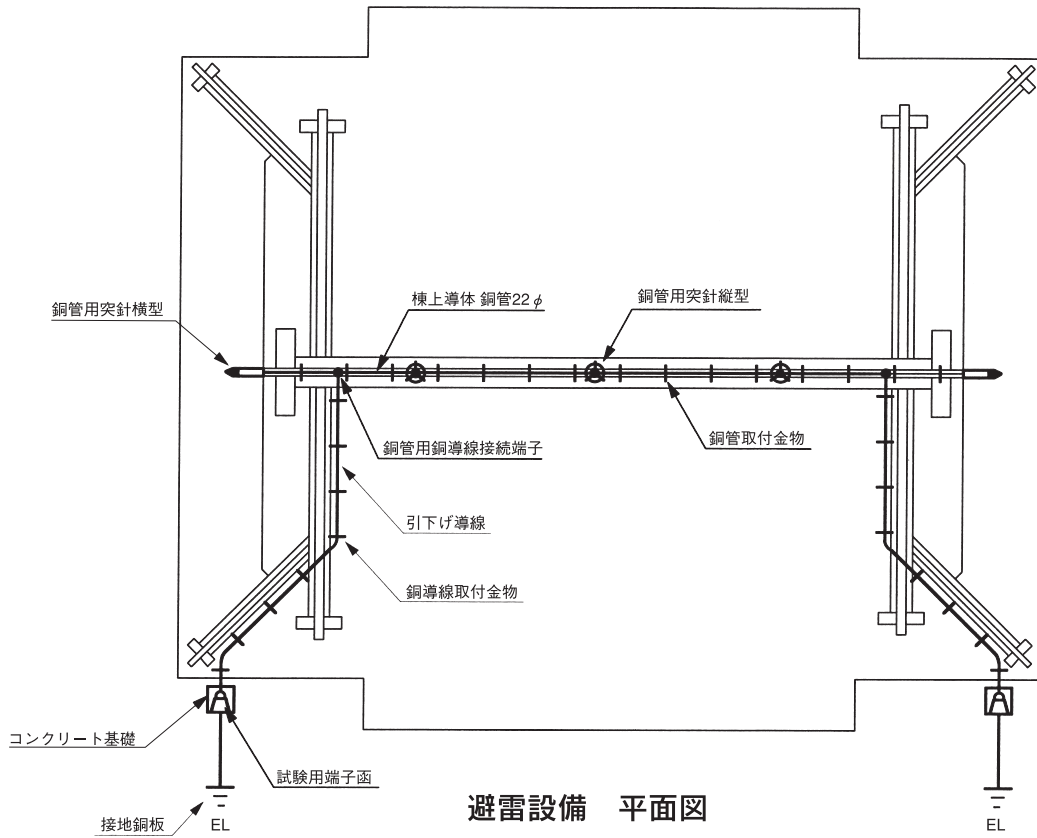 銅管用突針横型
棟上導体 銅管22φ
銅管用突針縦型
銅管用銅導線接続端子
銅管取付金物
引下げ導線
銅導線取付金物
コンクリート基礎
試験用端子函
接地銅板
EL
避雷設備 平面図
EL